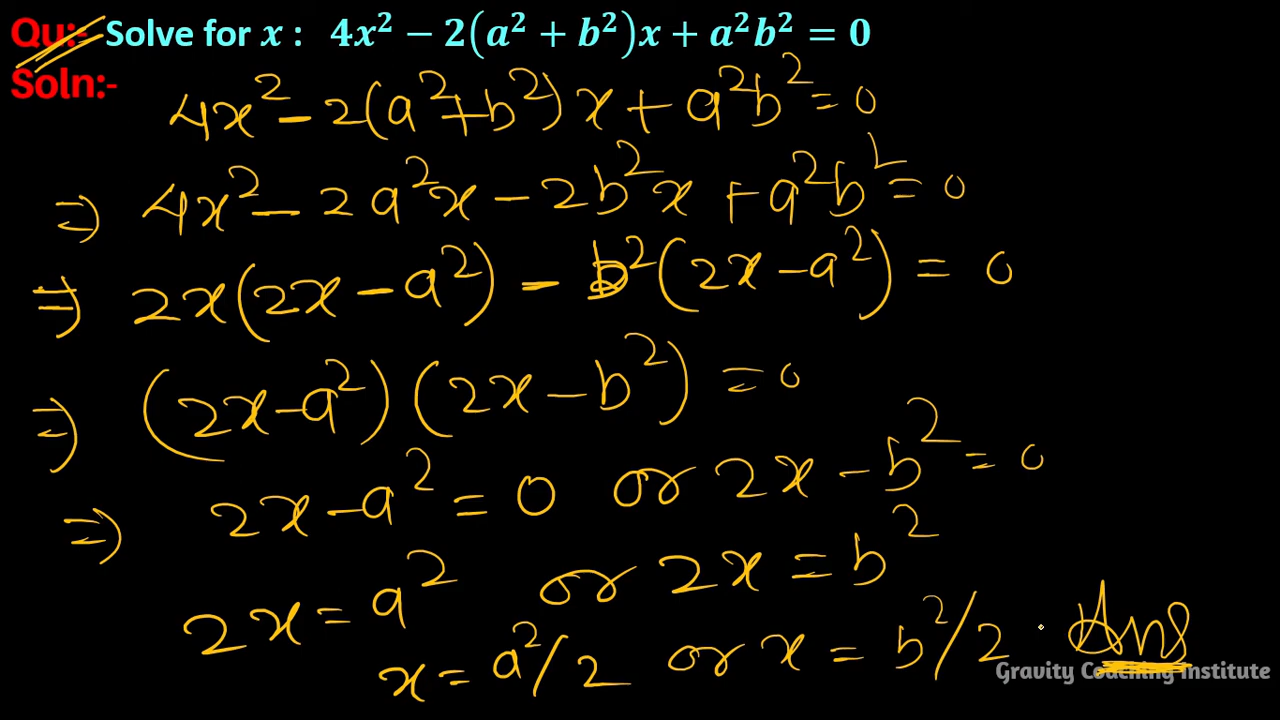 Qu:- Solve for x : 4x² − 2(a² + b²)x + a²b² = 0
Soln:-
4x² − 2(a² + b²) x + a²b² = 0
⇒) 4x² − 2a²x − 2b²x + a²b² = 0
⇒) 2x(2x − a²) − b²(2x − a²) = 0
⇒) (2x − a²) (2x − b²) = 0
⇒) 2x − a² = 0 or 2x − b² = 0
2x = a² or 2x = b²
x = a²/2 or x = b²/2 . Ans
Gravity Coaching Institute